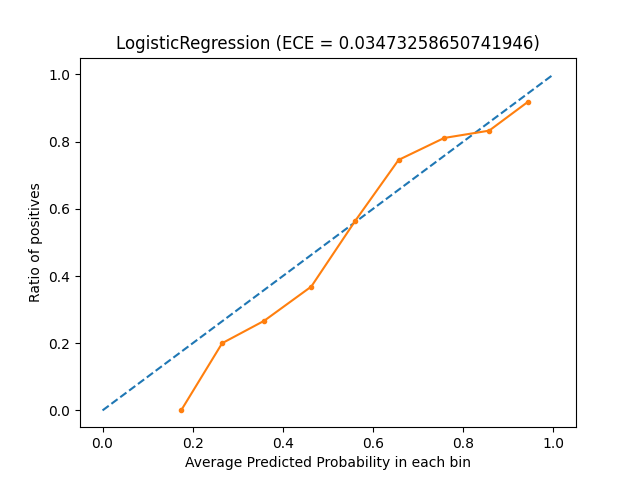 LogisticRegression (ECE = 0.03473258650741946)
1.0
0.8
0.6
0.4
0.2
0.0
Ratio of positives
0.0 0.2 0.4 0.6 0.8 1.0
Average Predicted Probability in each bin